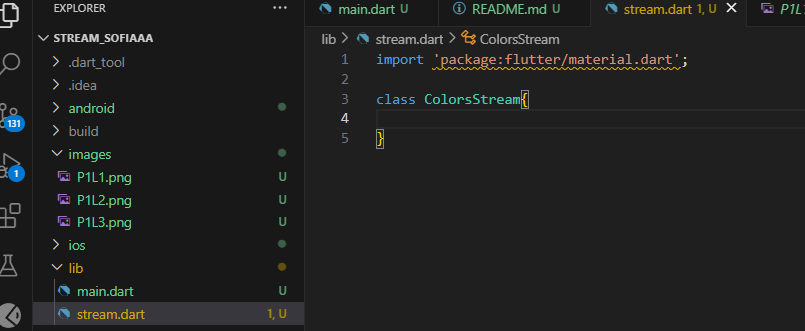 EXPLORER
STREAM_SOFIAAA
.dart_tool
.idea
android
build
images
P1L1.png U
P1L2.png U
P1L3.png U
ios
lib
main.dart U
stream.dart 1, U
131
1
main.dart U
README.md U
stream.dart 1, U
P1L1
lib > stream.dart > ColorsStream
1 import 'package:flutter/material.dart';
2
3 class ColorsStream{
4
5 }